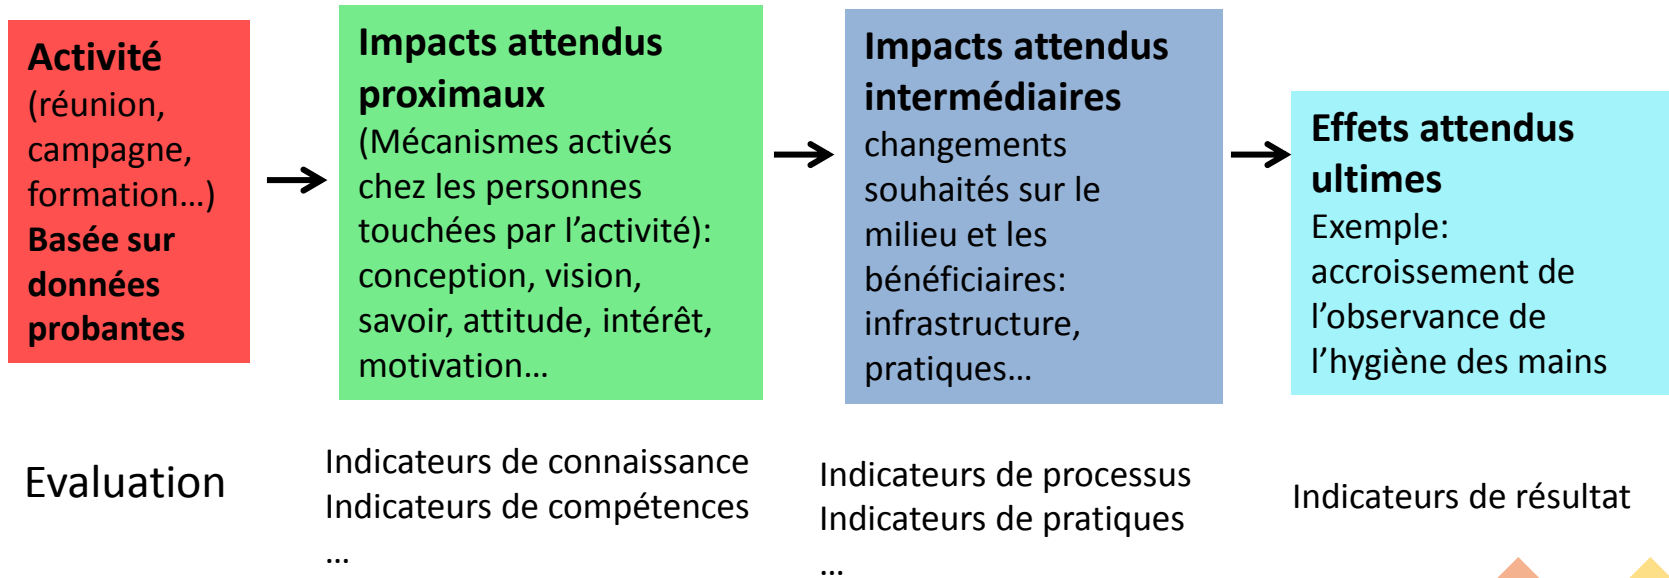 Activité
(réunion,
campagne,
formation…)
Basée sur
données
probantes
Impacts attendus
proximaux
(Mécanismes activés
chez les personnes
touchées par l’activité):
conception, vision,
savoir, attitude, intérêt,
motivation…
Impacts attendus
intermédiaires
changements
souhaités sur le
milieu et les
bénéficiaires:
infrastructure,
pratiques…
Effets attendus
ultimes
Exemple:
accroissement de
l’observance de
l’hygiène des mains
Evaluation
Indicateurs de connaissance
Indicateurs de compétences
…
Indicateurs de processus
Indicateurs de pratiques
…
Indicateurs de résultat